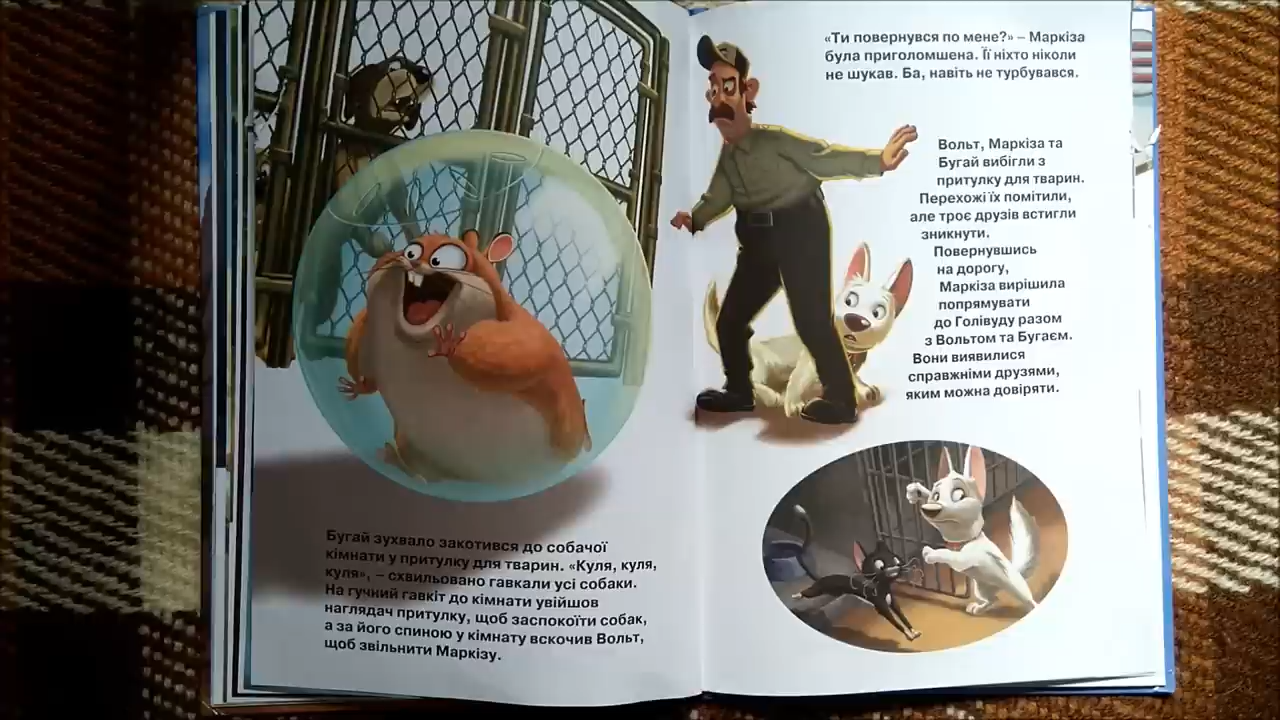 Бугай зухвало закотився до собачої
кімнати у притулку для тварин. «Куля, куля,
куля», – схвильовано гавкали усі собаки.
На гучний гавкіт до кімнати увійшов
наглядач притулку, щоб заспокоїти собак,
а за його спиною у кімнату вскочив Вольт,
щоб звільнити Маркізу.
«Ти повернувся по мене?» – Маркіза
була приголомшена. Її ніхто ніколи
не шукав. Ба, навіть не турбувався.
Вольт, Маркіза та
Бугай вибігли з
притулку для тварин.
Перехожі їх помітили,
але троє друзів встигли
зникнути.
Повернувшись
на дорогу,
Маркіза вирішила
попрямувати
до Голівуду разом
з Вольтом та Бугаєм.
Вони виявилися
справжніми друзями,
яким можна довіряти.